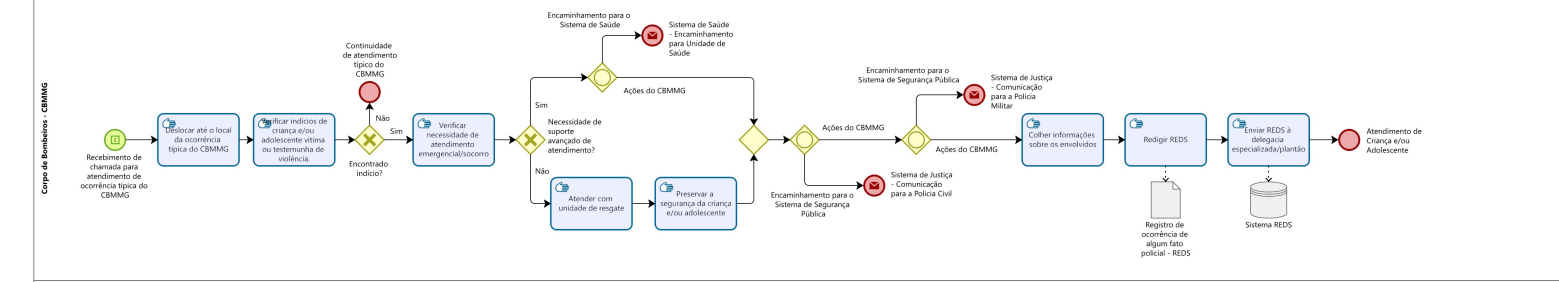 Corpo de Bombeiros - CBMMG
Recebimento de
chamada para
atendimento de
ocorrência típica do
CBMMG
Deslocar até o local
da ocorrência
típica do CBMMG
Verificar indícios de
criança e/ou
adolescente vítima
ou testemunha de
violência.
Continuidade
de atendimento
típico do
CBMMG
Não
Sim
Encontrado
indício?
Verificar
necessidade de
atendimento
emergencial/socorro
Sim
Necessidade de
suporte
avançado de
atendimento?
Não
Encaminhamento para o
Sistema de Saúde
Sistema de Saúde
- Encaminhamento
para Unidade de
Saúde
Ações do CBMMG
Atender com
unidade de resgate
Preservar a
segurança da criança
e/ou adolescente
Ações do CBMMG
Encaminhamento para o
Sistema de Segurança
Pública
Sistema de Justiça
- Comunicação
para a Policia Civil
Encaminhamento para o
Sistema de Segurança Pública
Sistema de Justiça
- Comunicação
para a Policia
Militar
Ações do CBMMG
Colher informações
sobre os envolvidos
Redigir REDS
Registro de
ocorrência de
algum fato
policial - REDS
Enviar REDS à
delegacia
especializada/plantão
Sistema REDS
Atendimento de
Criança e/ou
Adolescente